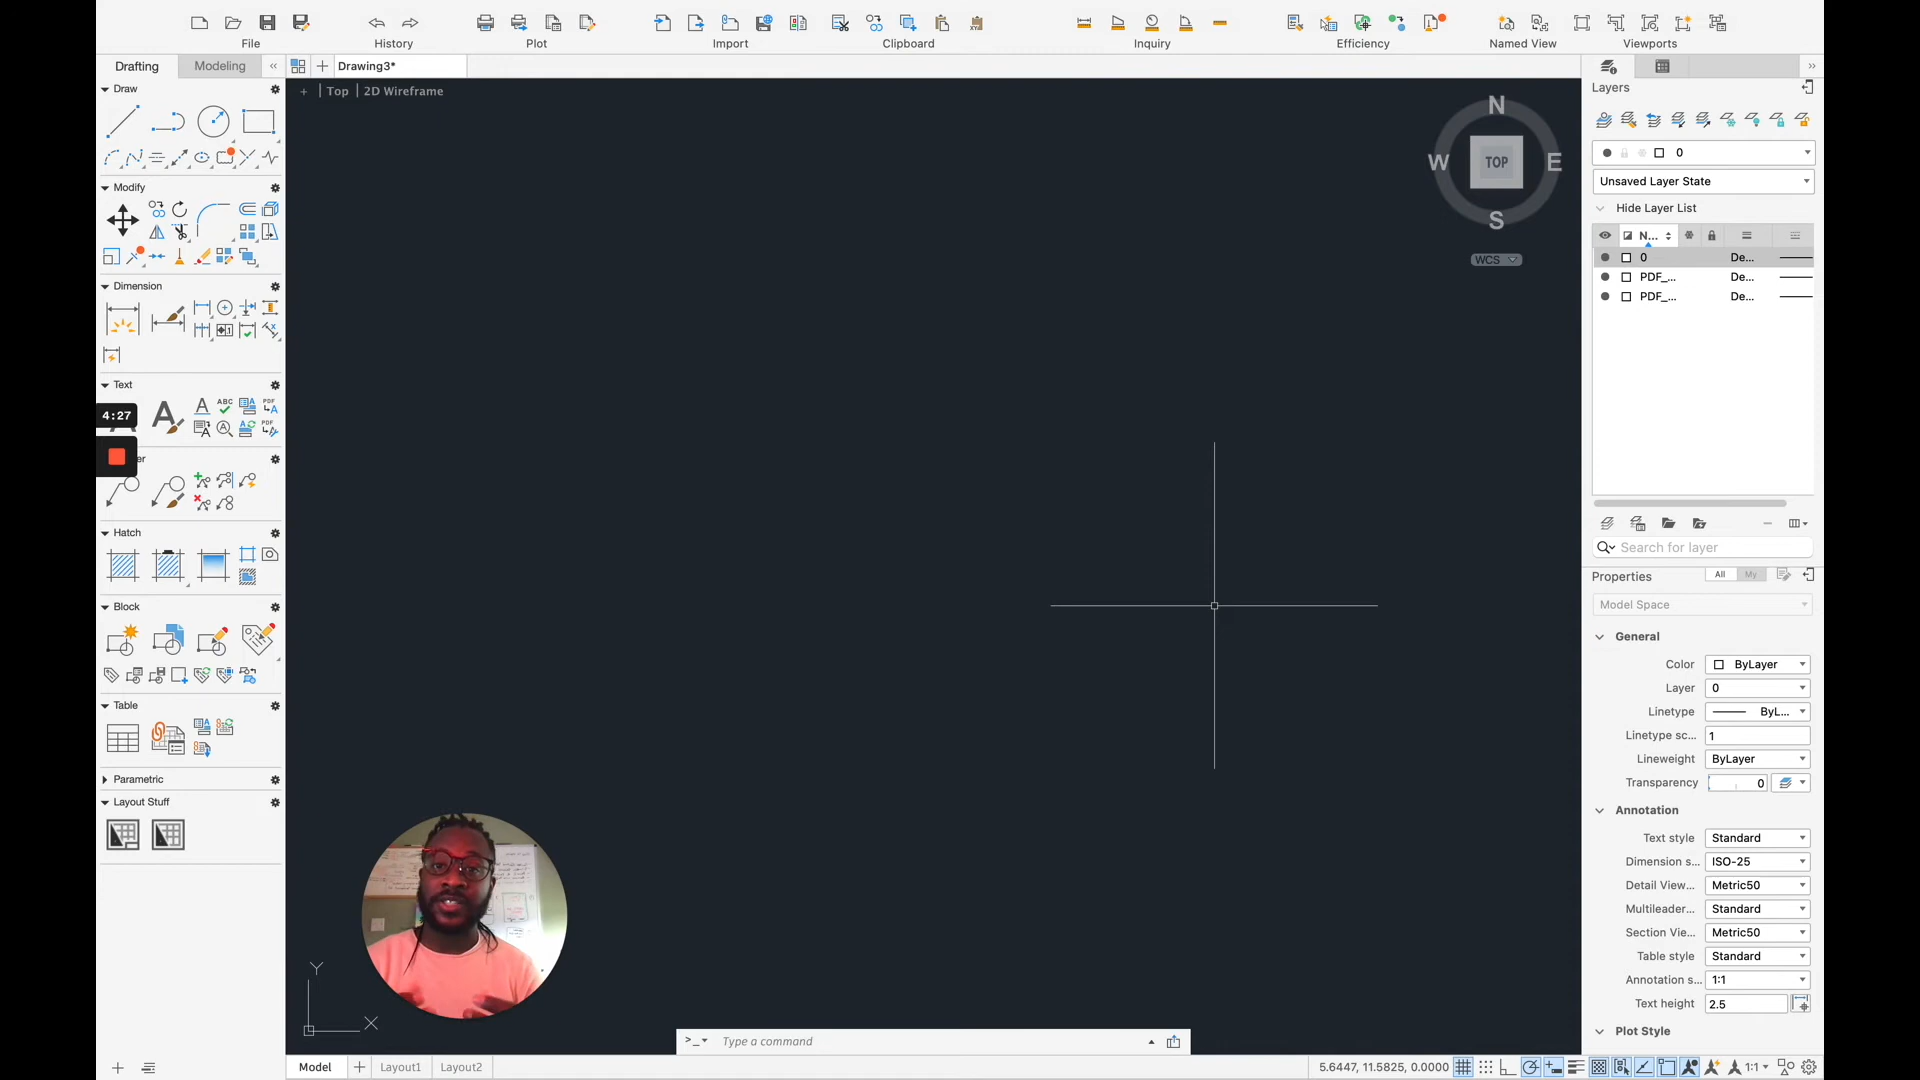 File
History
Plot
Import
Clipboard
Inquiry
Efficiency
Named View
Viewports
Drafting
Modeling
Drawing3*
Layers
Draw
Top
2D Wireframe
N
W
TOP
E
S
WCS
0
Unsaved Layer State
Hide Layer List
N...
0 De...
PDF_... De...
PDF_... De...
Modify
Dimension
Text
ABC
PDF
4:27
er
Hatch
Block
Table
Parametric
Layout Stuff
Search for layer
Properties
All
My
Model Space
General
Color ByLayer
Layer 0
Linetype ByL...
Linetype sc... 1
Lineweight ByLayer
Transparency 0
Annotation
Text style Standard
Dimension s... ISO-25
Detail View... Metric50
Multileader... Standard
Section Vie... Metric50
Table style Standard
Annotation s... 1:1
Text height 2.5
Plot Style
Y
X
>_ Type a command
Model
Layout1
Layout2
5.6447, 11.5825, 0.0000
1:1